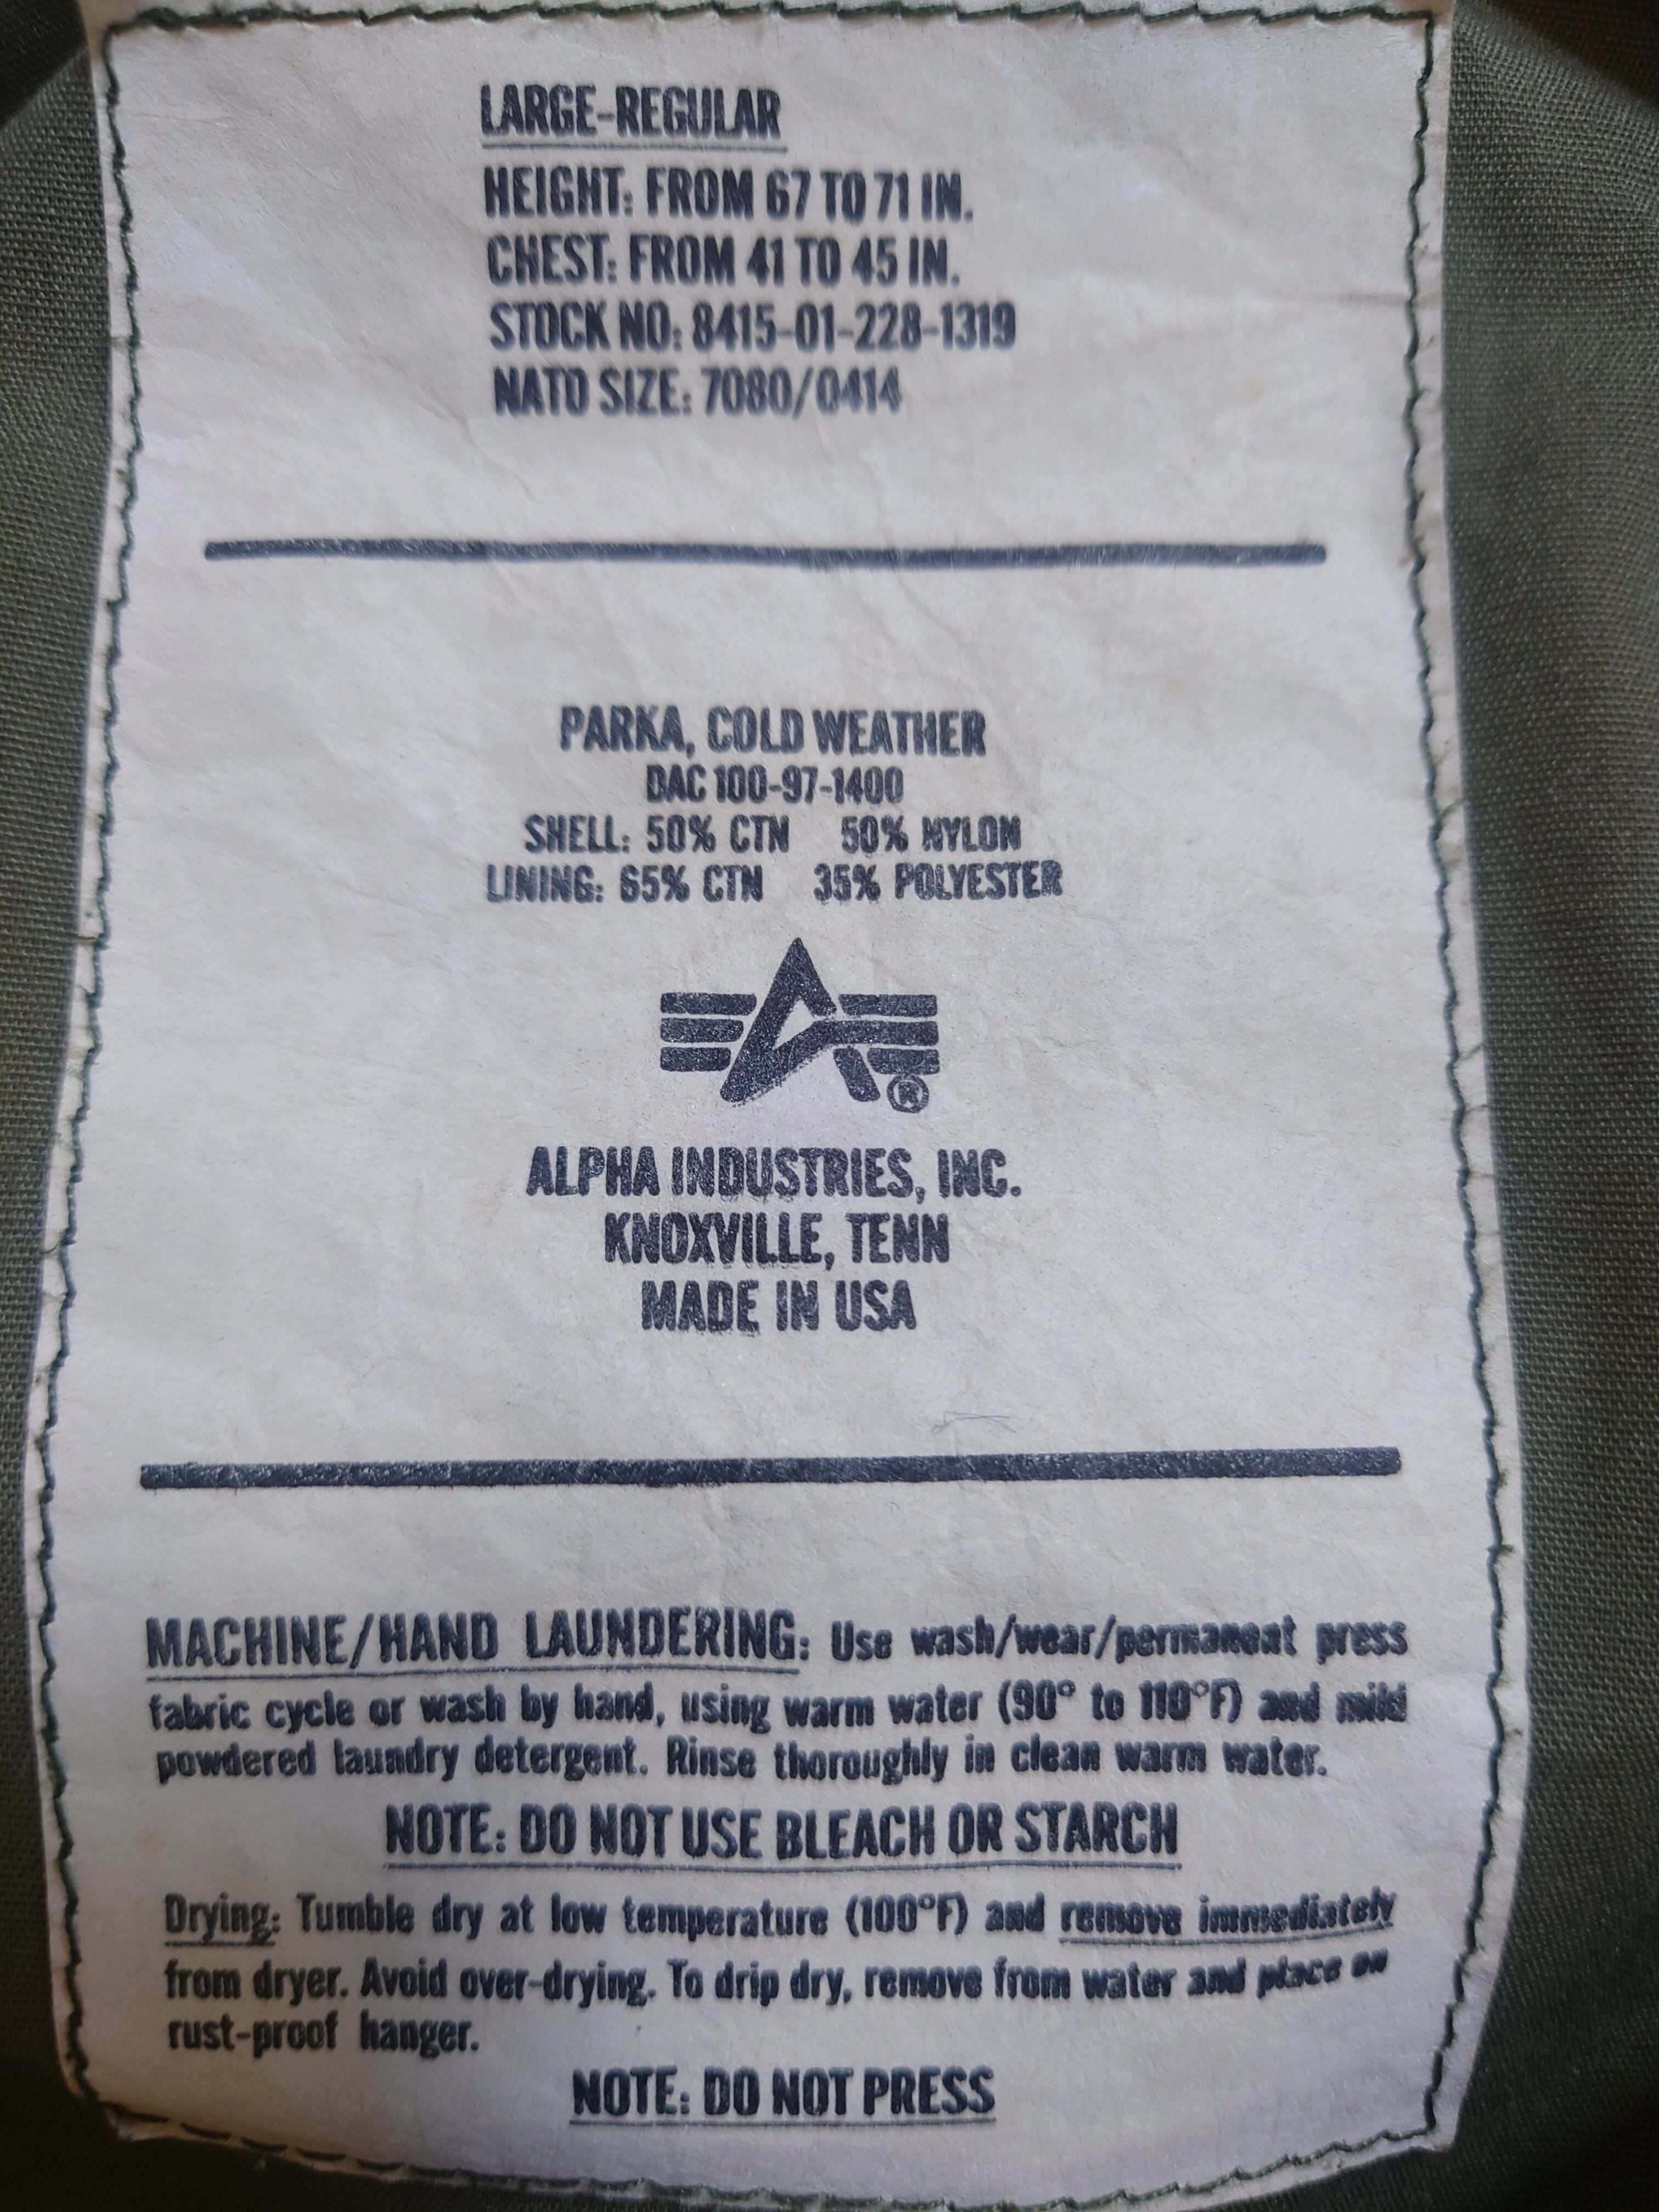 LARGE-REGULAR
HEIGHT: FROM 67 TO 71 IN.
CHEST: FROM 41 TO 45 IN.
STOCK NO: 8415-01-228-1319
NATO SIZE: 7080/0414
PARKA, COLD WEATHER
DAC 100-97-1400
SHELL: 50% CTN 50% NYLON
LINING: 65% CTN 35% POLYESTER
®
ALPHA INDUSTRIES, INC.
KNOXVILLE, TENN
MADE IN USA
MACHINE/HAND LAUNDERING: Use wash/wear/permanent press
fabric cycle or wash by hand, using warm water (90° to 110°F) and mild
powdered laundry detergent. Rinse thoroughly in clean warm water.
NOTE: DO NOT USE BLEACH OR STARCH
Drying: Tumble dry at low temperature (100°F) and remove immediately
from dryer. Avoid over-drying. To drip dry, remove from water and place on
rust-proof hanger.
NOTE: DO NOT PRESS